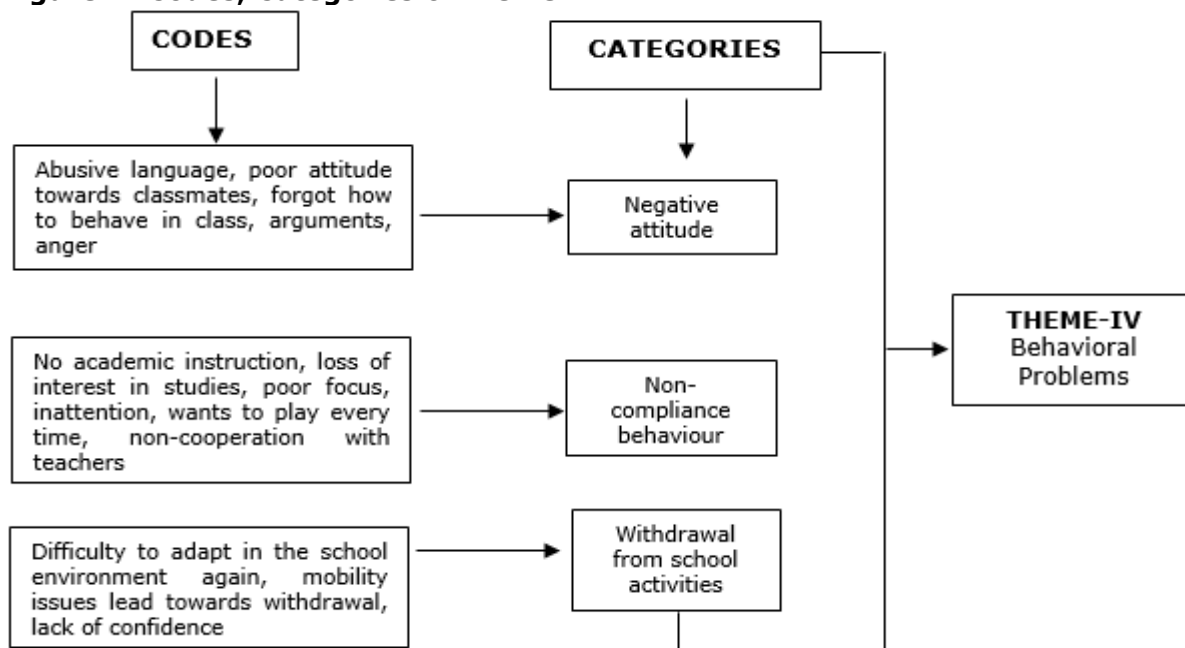 CODES
CATEGORIES
Abusive language, poor attitude
towards classmates, forgot how
to behave in class, arguments,
anger
Negative
attitude
THEME-IV
Behavioral
Problems
No academic instruction, loss of
interest in studies, poor focus,
inattention, wants to play every
time, non-cooperation with
teachers
Non-
compliance
behaviour
Difficulty to adapt in the school
environment again, mobility
issues lead towards withdrawal,
lack of confidence
Withdrawal
from school
activities